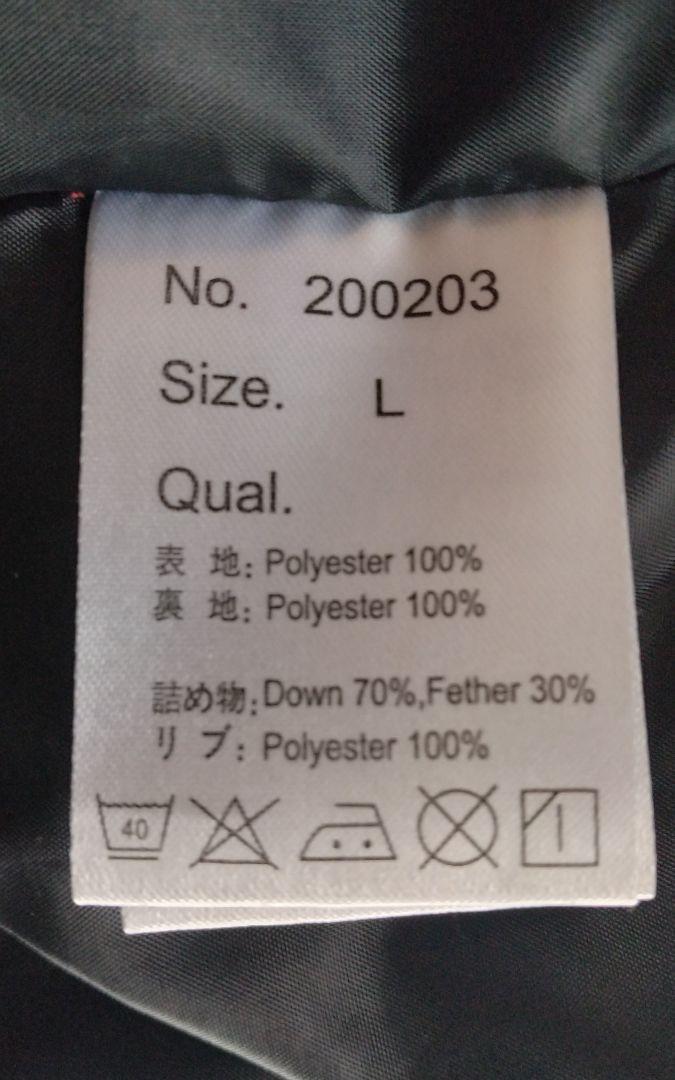 No. 200203
Size. L
Qual.
表 地: Polyester 100%
裏 地: Polyester 100%
詰め物:Down 70%,Fether 30%
リ ブ: Polyester 100%
40